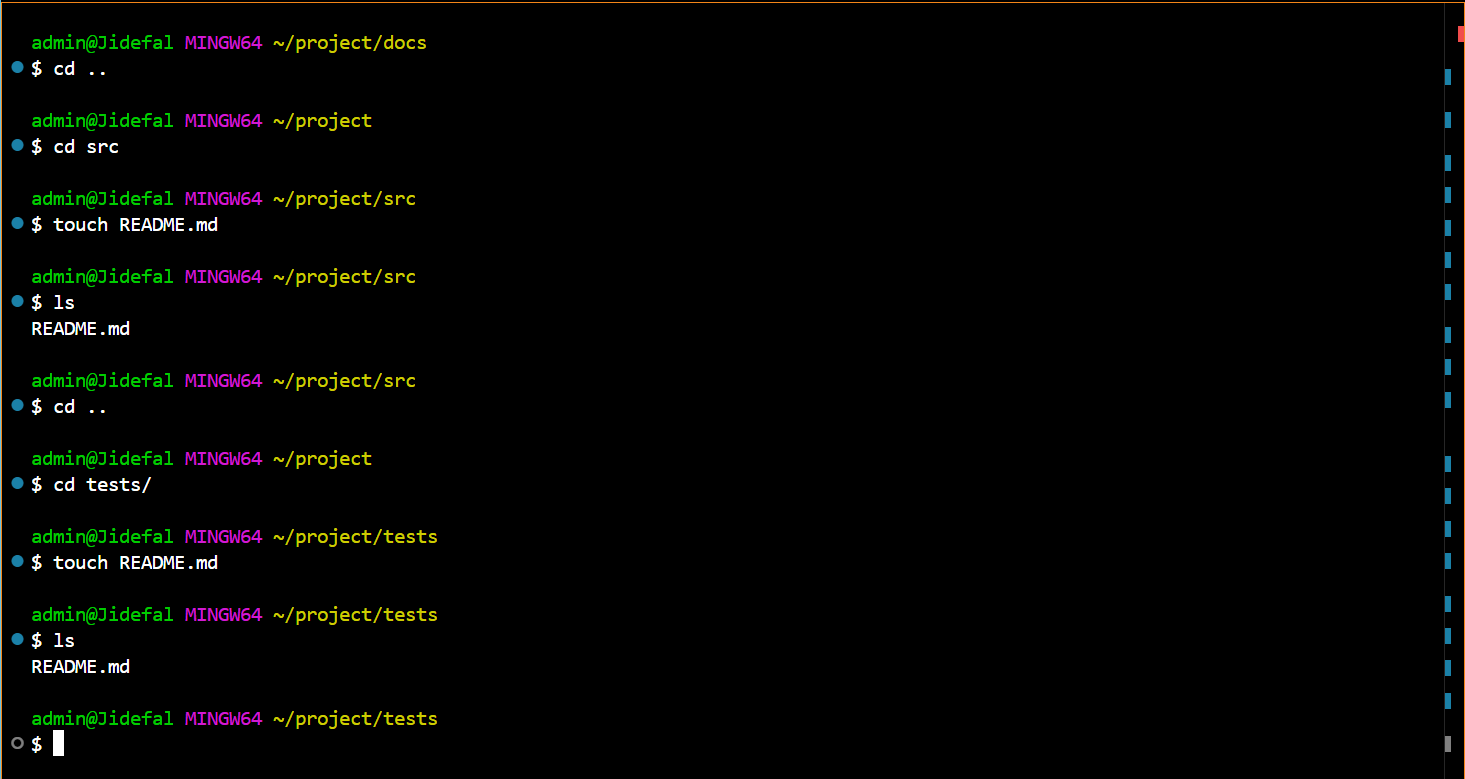 admin@Jidefal MINGW64 ~/project/docs
$ cd ..
admin@Jidefal MINGW64 ~/project
$ cd src
admin@Jidefal MINGW64 ~/project/src
$ touch README.md
admin@Jidefal MINGW64 ~/project/src
$ ls
README.md
admin@Jidefal MINGW64 ~/project/src
$ cd ..
admin@Jidefal MINGW64 ~/project
$ cd tests/
admin@Jidefal MINGW64 ~/project/tests
$ touch README.md
admin@Jidefal MINGW64 ~/project/tests
$ ls
README.md
admin@Jidefal MINGW64 ~/project/tests
$